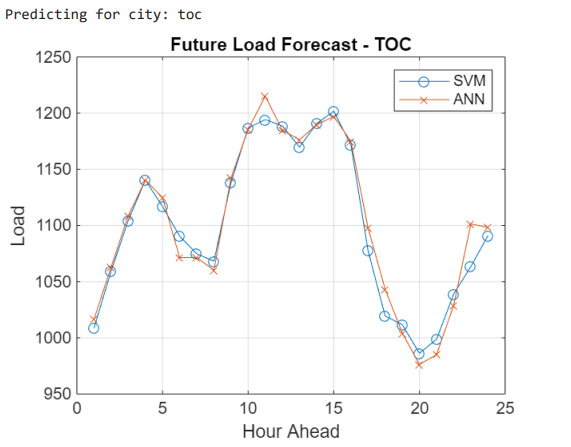 Predicting for city: toc
Future Load Forecast - TOC
1250
1200
1150
1100
1050
1000
950
Load
SVM
ANN
0 5 10 15 20 25
Hour Ahead